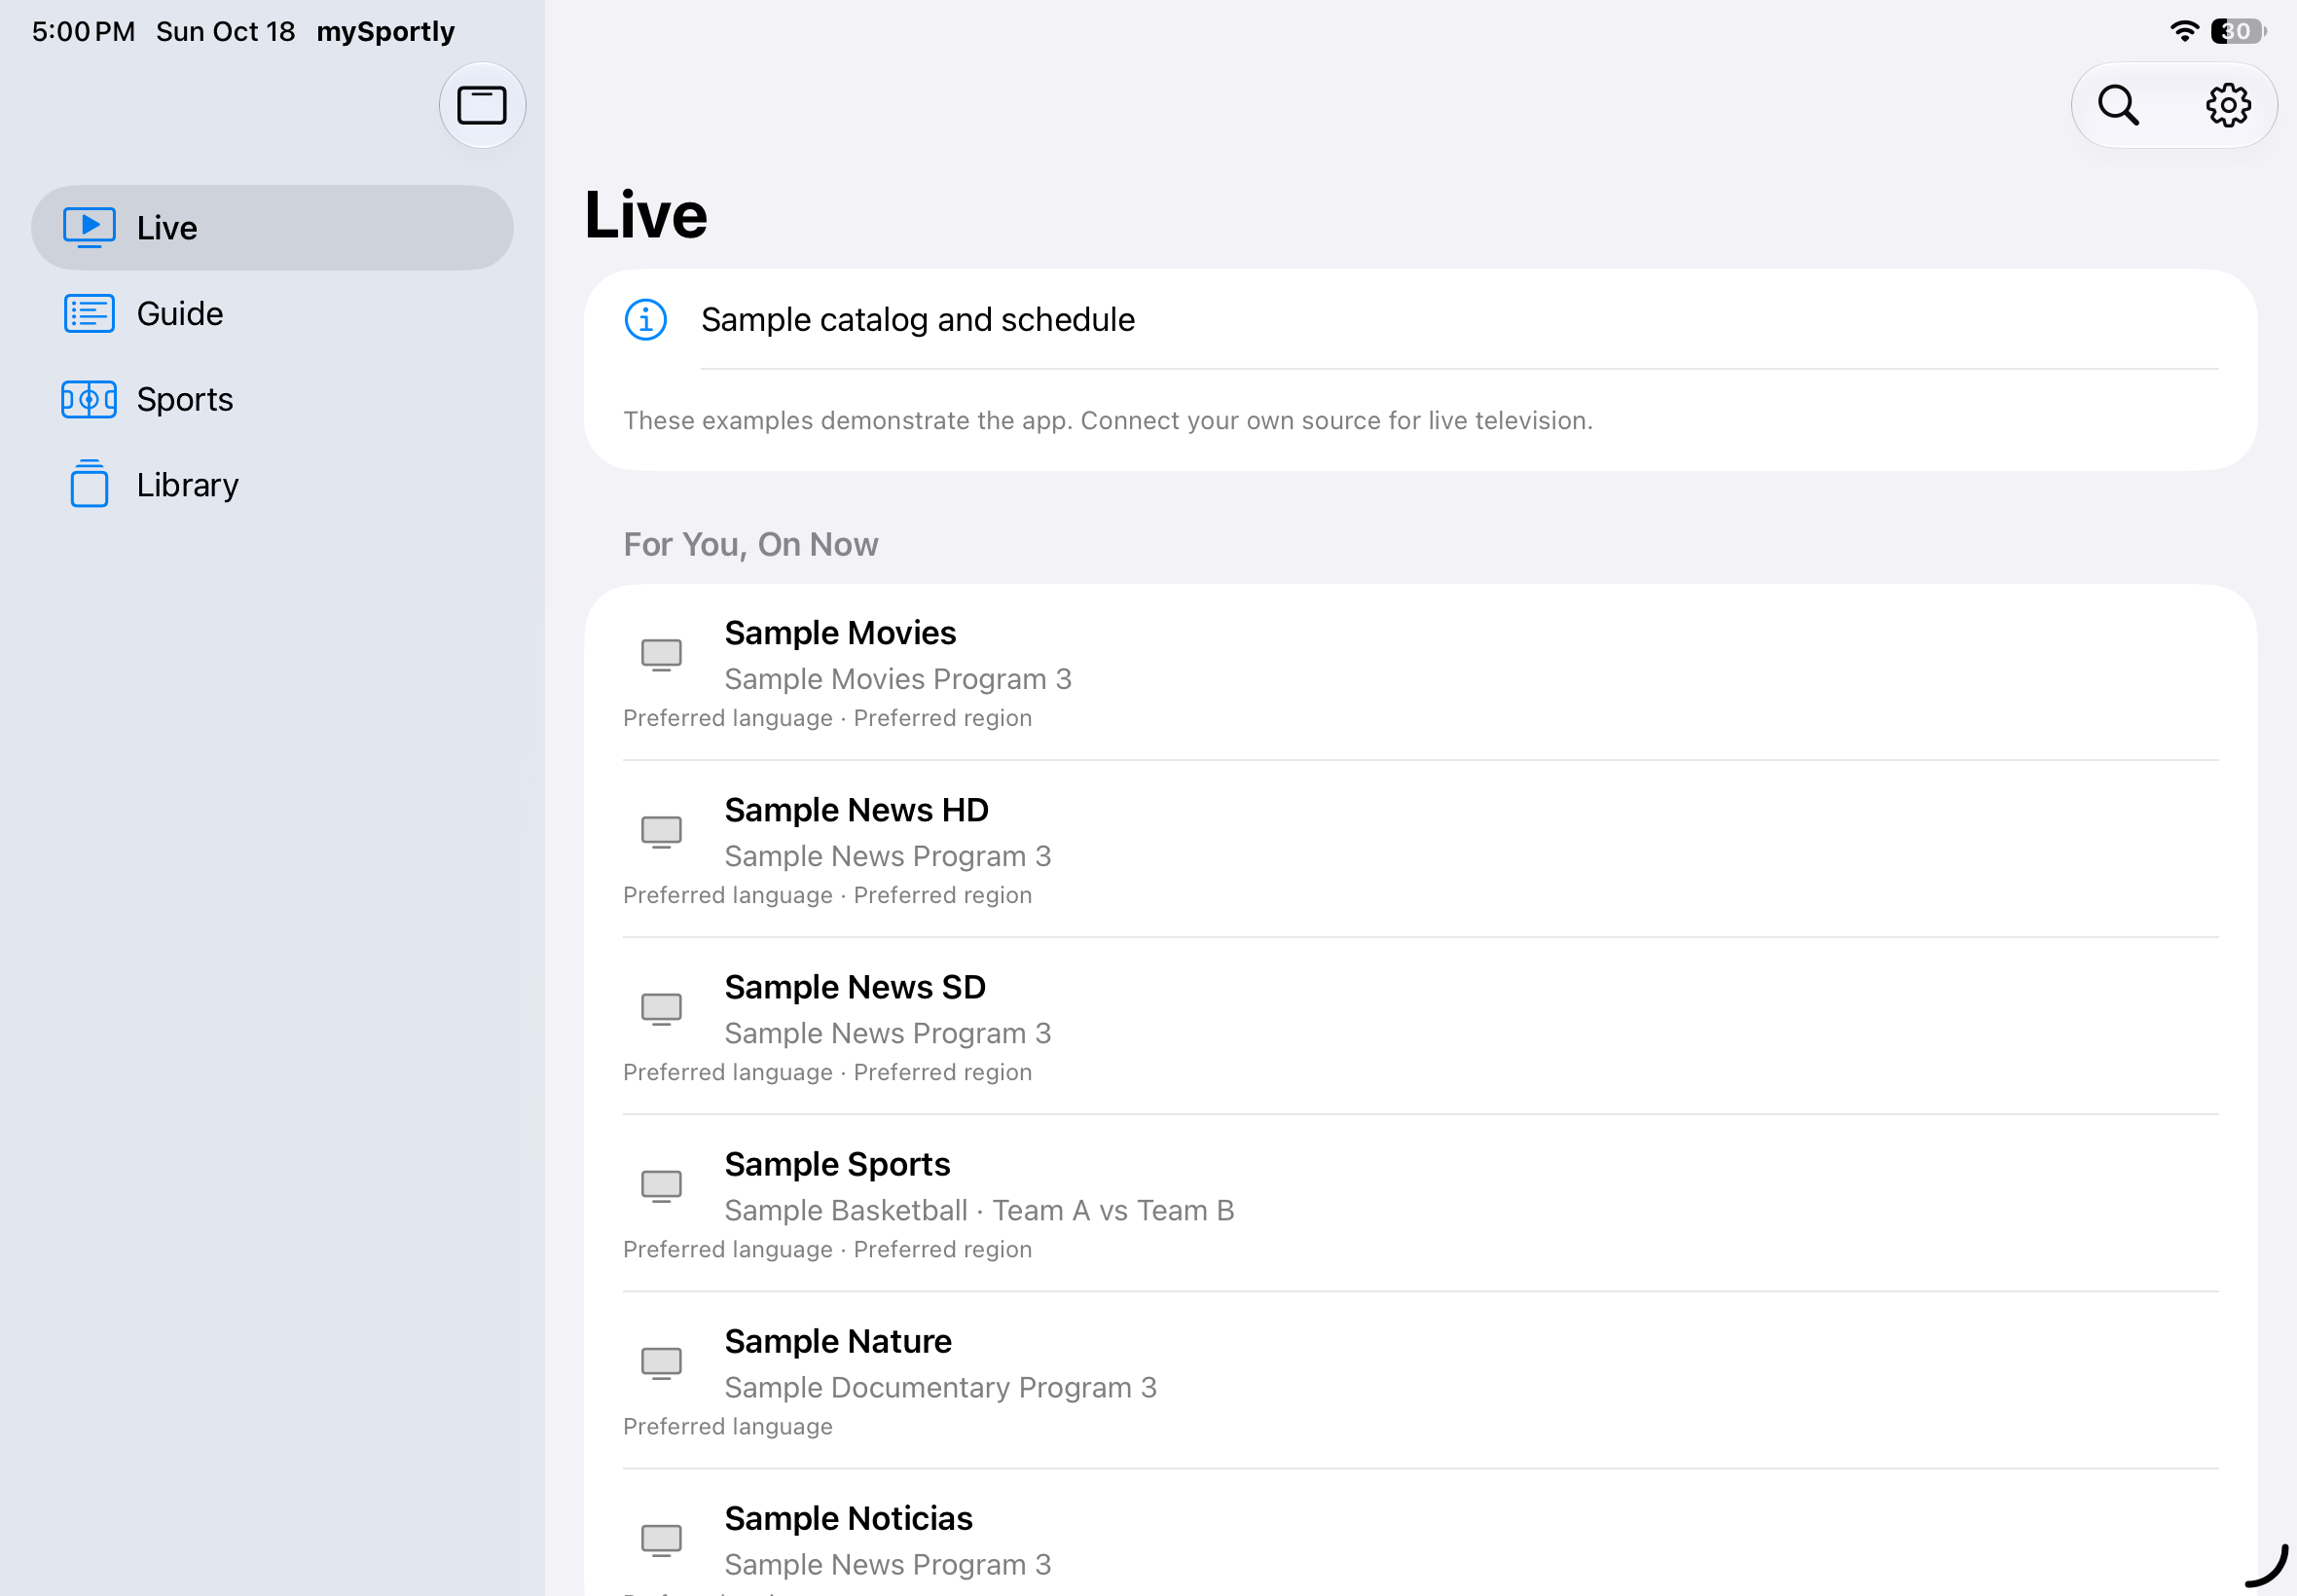 5:00 PM Sun Oct 18 mySportly
30
Live
Guide
Sports
Library
Live
Sample catalog and schedule
These examples demonstrate the app. Connect your own source for live television.
For You, On Now
Sample Movies
Sample Movies Program 3
Preferred language · Preferred region
Sample News HD
Sample News Program 3
Preferred language · Preferred region
Sample News SD
Sample News Program 3
Preferred language · Preferred region
Sample Sports
Sample Basketball · Team A vs Team B
Preferred language · Preferred region
Sample Nature
Sample Documentary Program 3
Preferred language
Sample Noticias
Sample News Program 3